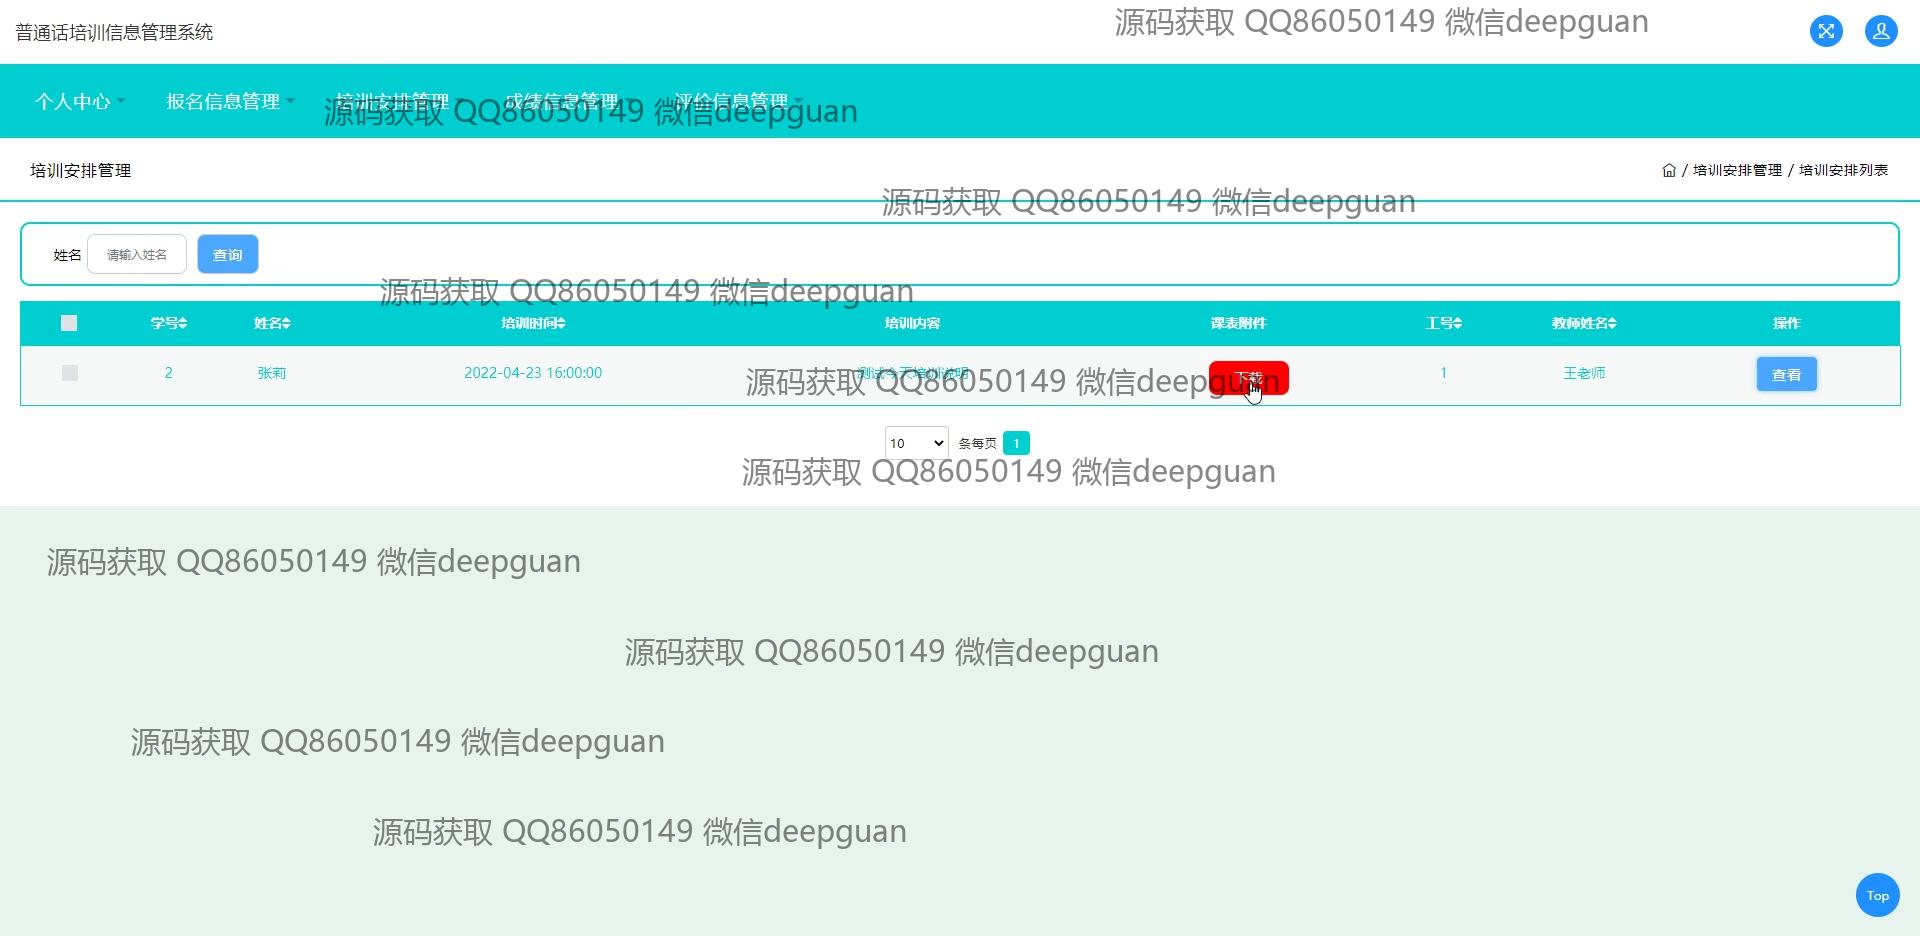 普通话培训信息管理系统
源码获取 QQ86050149 微信deepguan
个人中心 报名信息管理 培训安排管理 成绩信息管理 评价信息管理
源码获取 QQ86050149 微信deepguan
培训安排管理
/ 培训安排管理 / 培训安排列表
源码获取 QQ86050149 微信deepguan
姓名 请输入姓名 查询
源码获取 QQ86050149 微信deepguan
学号 姓名 培训时间 培训内容 课表附件 工号 教师姓名 操作
2 张莉 2022-04-23 16:00:00 测试今天培训说明 下载 1 王老师 查看
源码获取 QQ86050149 微信deepguan
10 条每页 1
源码获取 QQ86050149 微信deepguan
源码获取 QQ86050149 微信deepguan
源码获取 QQ86050149 微信deepguan
源码获取 QQ86050149 微信deepguan
源码获取 QQ86050149 微信deepguan
Top